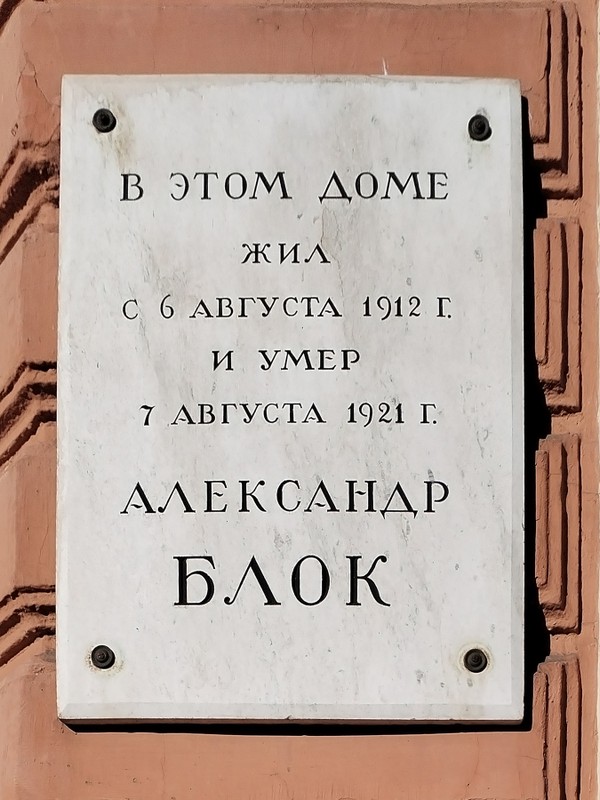 В ЭТОМ ДОМЕ
ЖИЛ
С 6 АВГУСТА 1912 Г.
И УМЕР
7 АВГУСТА 1921 Г.
АЛЕКСАНДР
БЛОК